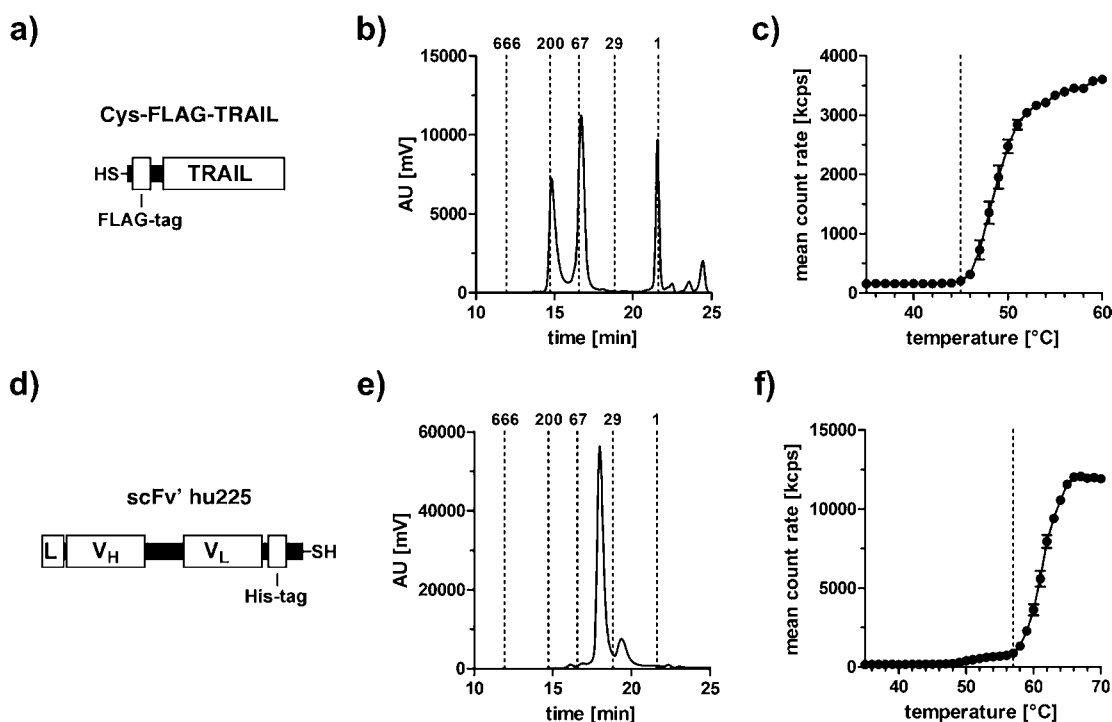 a)
Cys-FLAG-TRAIL
HS
TRAIL
FLAG-tag
b)
666 200 67 29 1
15000
10000
5000
0
AU [mV]
10 15 20 25
time [min]
c)
4000
3000
2000
1000
0
mean count rate [kcps]
40 50 60
temperature [°C]
d)
scFv' hu225
L VH VL SH
His-tag
e)
666 200 67 29 1
60000
40000
20000
0
AU [mV]
10 15 20 25
time [min]
f)
15000
10000
5000
0
mean count rate [kcps]
40 50 60 70
temperature [°C]